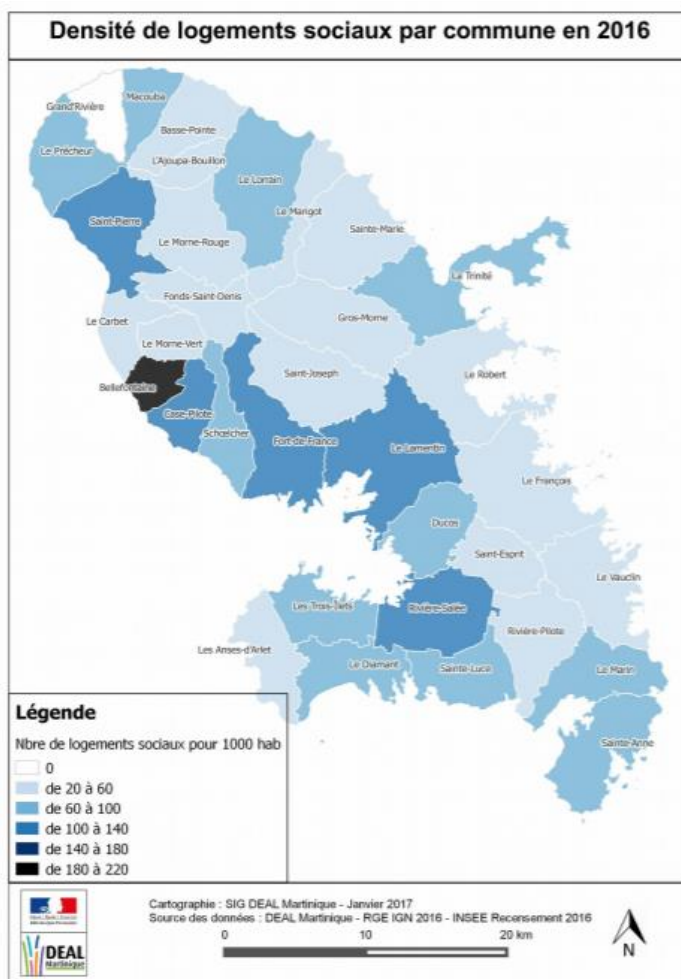 Densité de logements sociaux par commune en 2016
Grand'Rivière
Macouba
Basse-Pointe
Le Prêcheur
L'Ajoupa-Bouillon
Le Lorrain
Le Marigot
Saint-Pierre
Sainte-Marie
Le Morne-Rouge
La Trinité
Fonds-Saint-Denis
Le Carbet
Gros-Morne
Le Morne-Vert
Saint-Joseph
Le Robert
Bellefontaine
Case-Pilote
Schœlcher
Fort-de-France
Le Lamentin
Le François
Ducos
Saint-Esprit
Le Vauclin
Les Trois-Îlets
Rivière-Salée
Rivière-Pilote
Les Anses-d'Arlet
Le Diamant
Sainte-Luce
Le Marin
Sainte-Anne
Légende
Nbre de logements sociaux pour 1000 hab
0
de 20 à 60
de 60 à 100
de 100 à 140
de 140 à 180
de 180 à 220
Cartographie : SIG DEAL Martinique - Janvier 2017
Source des données : DEAL Martinique - RGE IGN 2016 - INSEE Recensement 2016
0 10 20 km
N
DEAL
Martinique